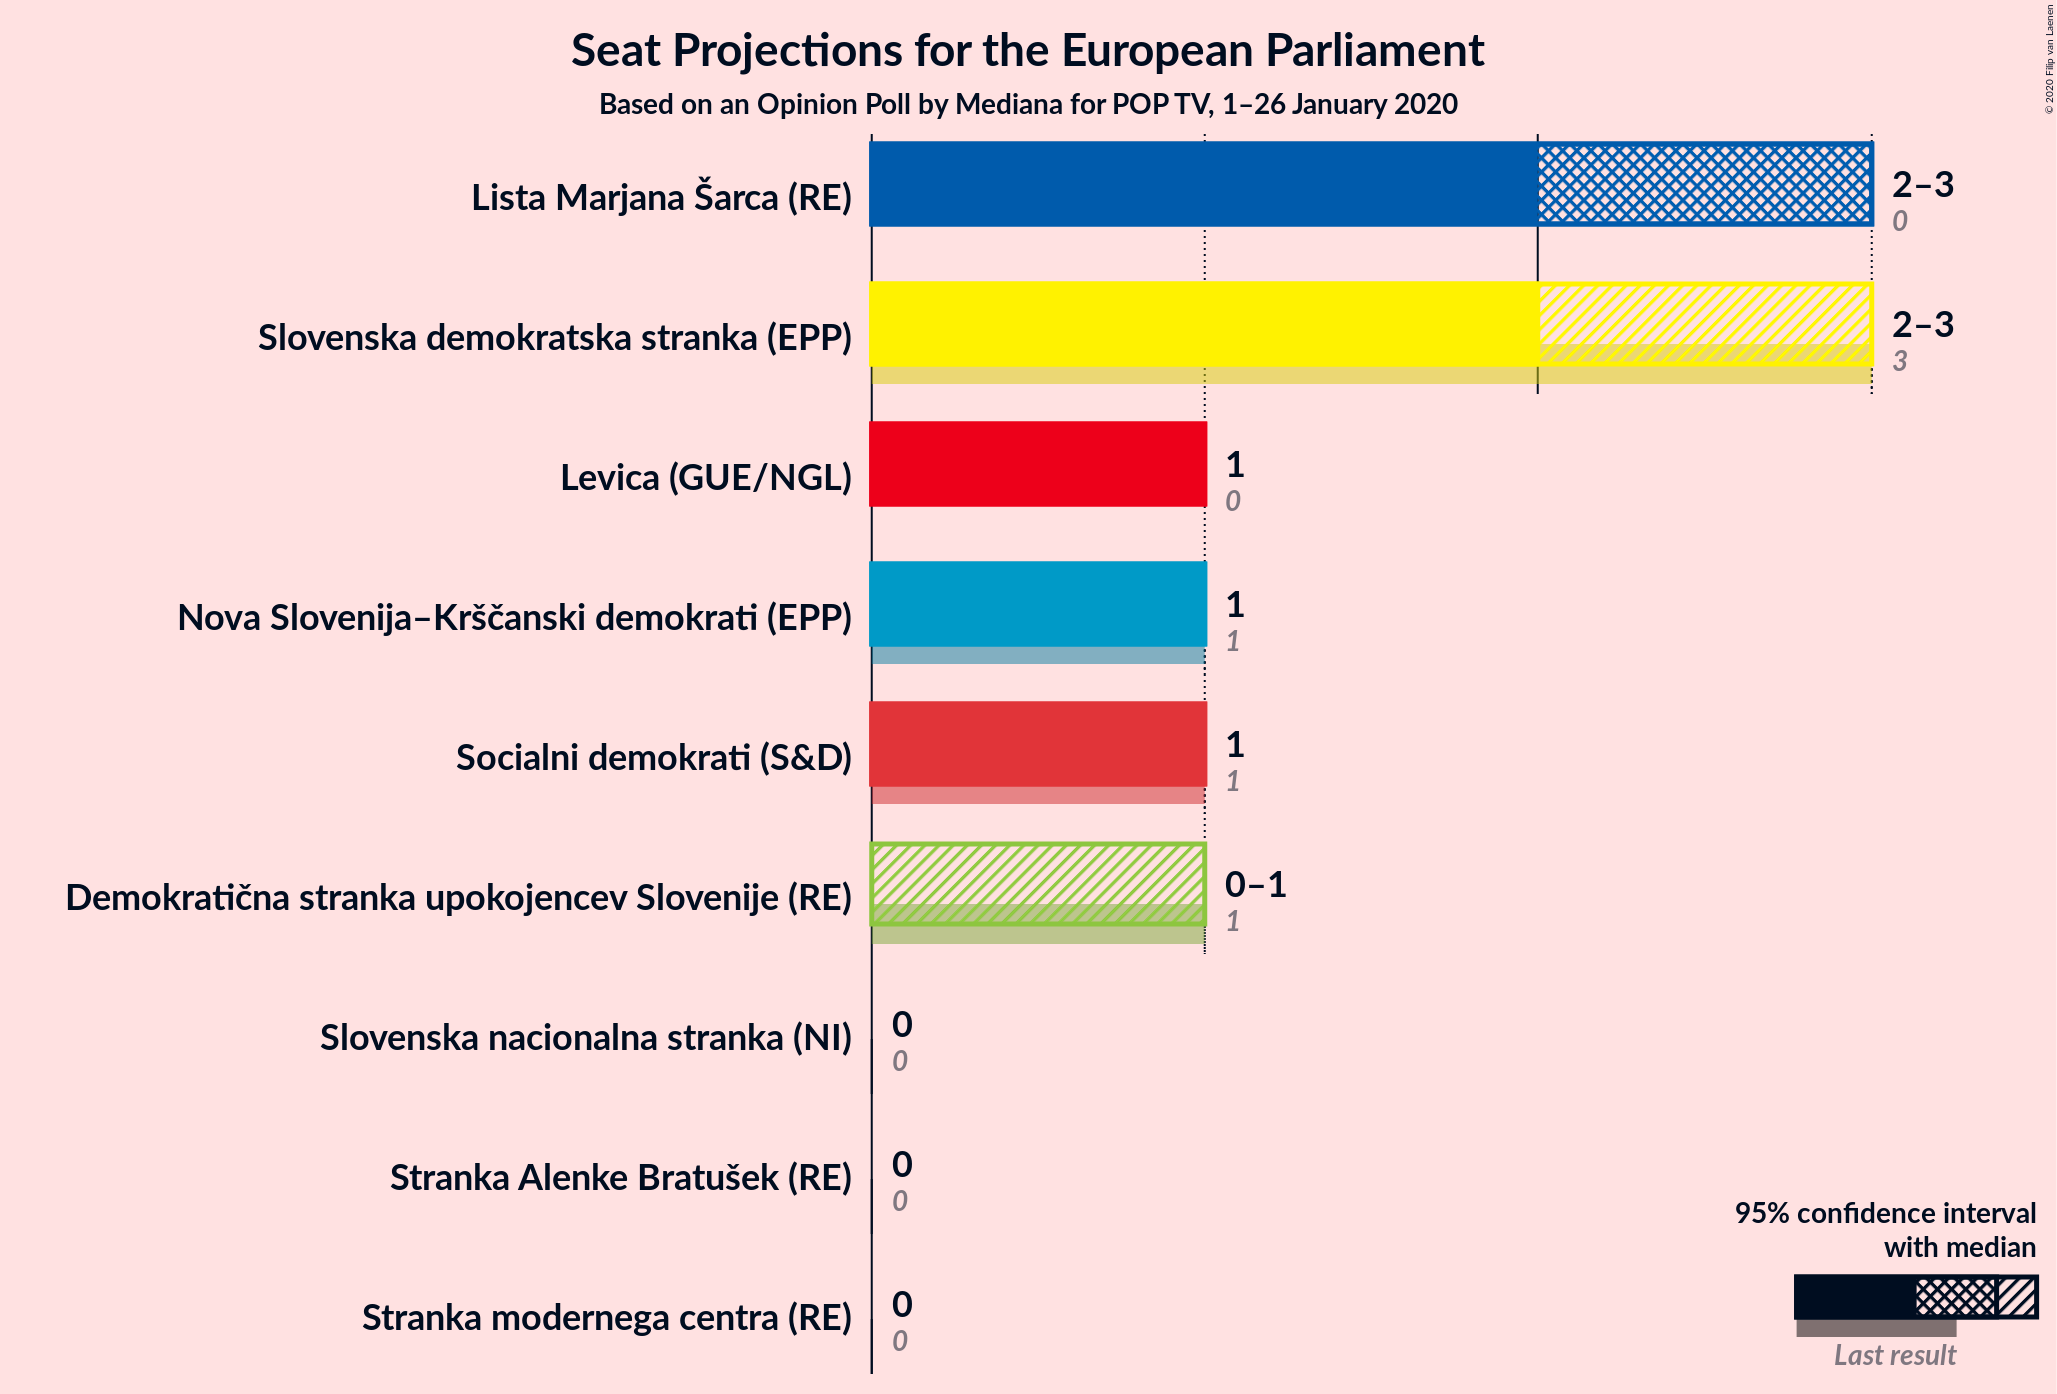 Seat Projections for the European Parliament
Based on an Opinion Poll by Mediana for POP TV, 1–26 January 2020
© 2020 Filip van Laenen
Lista Marjana Šarca (RE)
2–3
0
Slovenska demokratska stranka (EPP)
2–3
3
Levica (GUE/NGL)
1
0
Nova Slovenija–Krščanski demokrati (EPP)
1
1
Socialni demokrati (S&D)
1
1
Demokratična stranka upokojencev Slovenije (RE)
0–1
1
Slovenska nacionalna stranka (NI)
0
0
Stranka Alenke Bratušek (RE)
0
0
Stranka modernega centra (RE)
0
0
95% confidence interval
with median
Last result